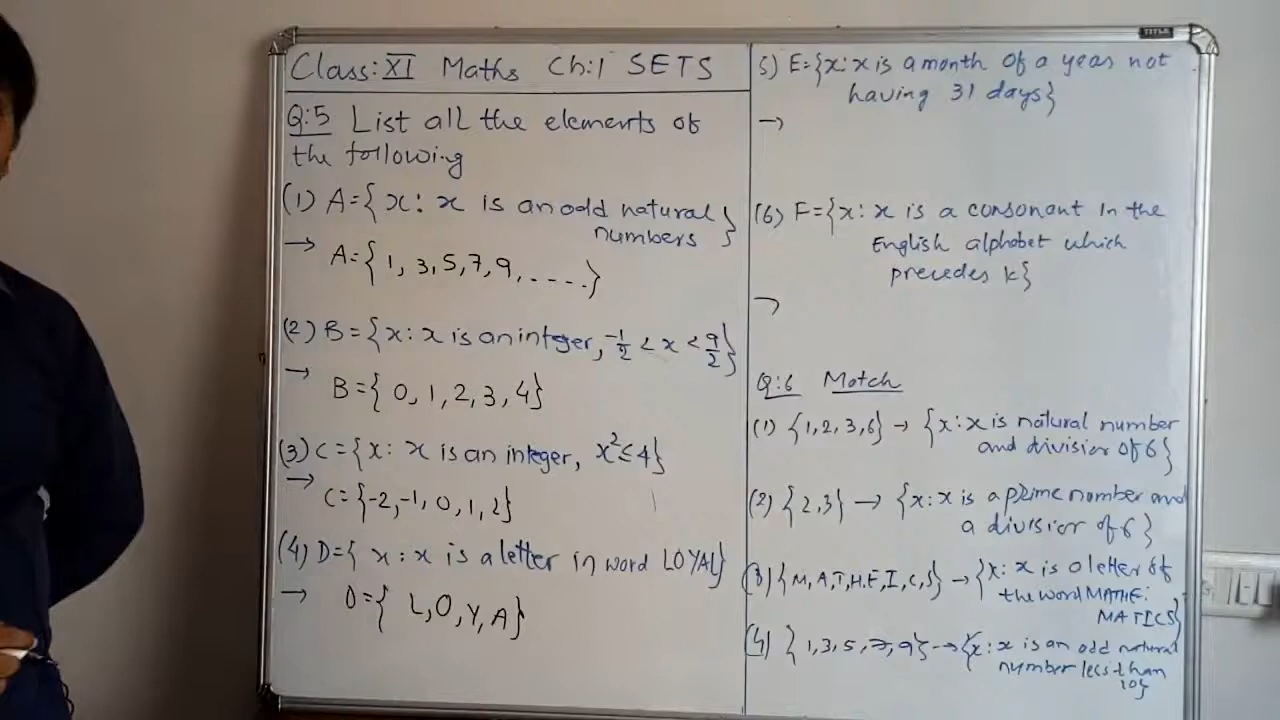 TITLE
Class: XI Maths Ch:1 SETS
Q:5 List all the elements of
the following
(1) A={x: x is an odd natural
numbers}
→ A={1, 3, 5, 7, 9, .....}
(2) B={x: x is an integer, -1/2 < x < 9/2}
→ B={0, 1, 2, 3, 4}
(3) C={x: x is an integer, x²≤4}
→ C={-2, -1, 0, 1, 2}
(4) D={x: x is a letter in word LOYAL}
→ D={L, O, Y, A}
5) E={x: x is a month of a year not
having 31 days}
→
(6) F={x: x is a consonant in the
English alphabet which
precedes k}
→
Q:6 Match
(1) {1, 2, 3, 6} → {x: x is natural number
and division of 6}
(2) {2, 3} → {x: x is a prime number and
a division of 6}
(3) {M, A, T, H, E, I, C, S} → {x: x is a letter of
the word MATHE-
MATICS}
(4) {1, 3, 5, 7, 9} → {x: x is an odd natural
number less than
10}